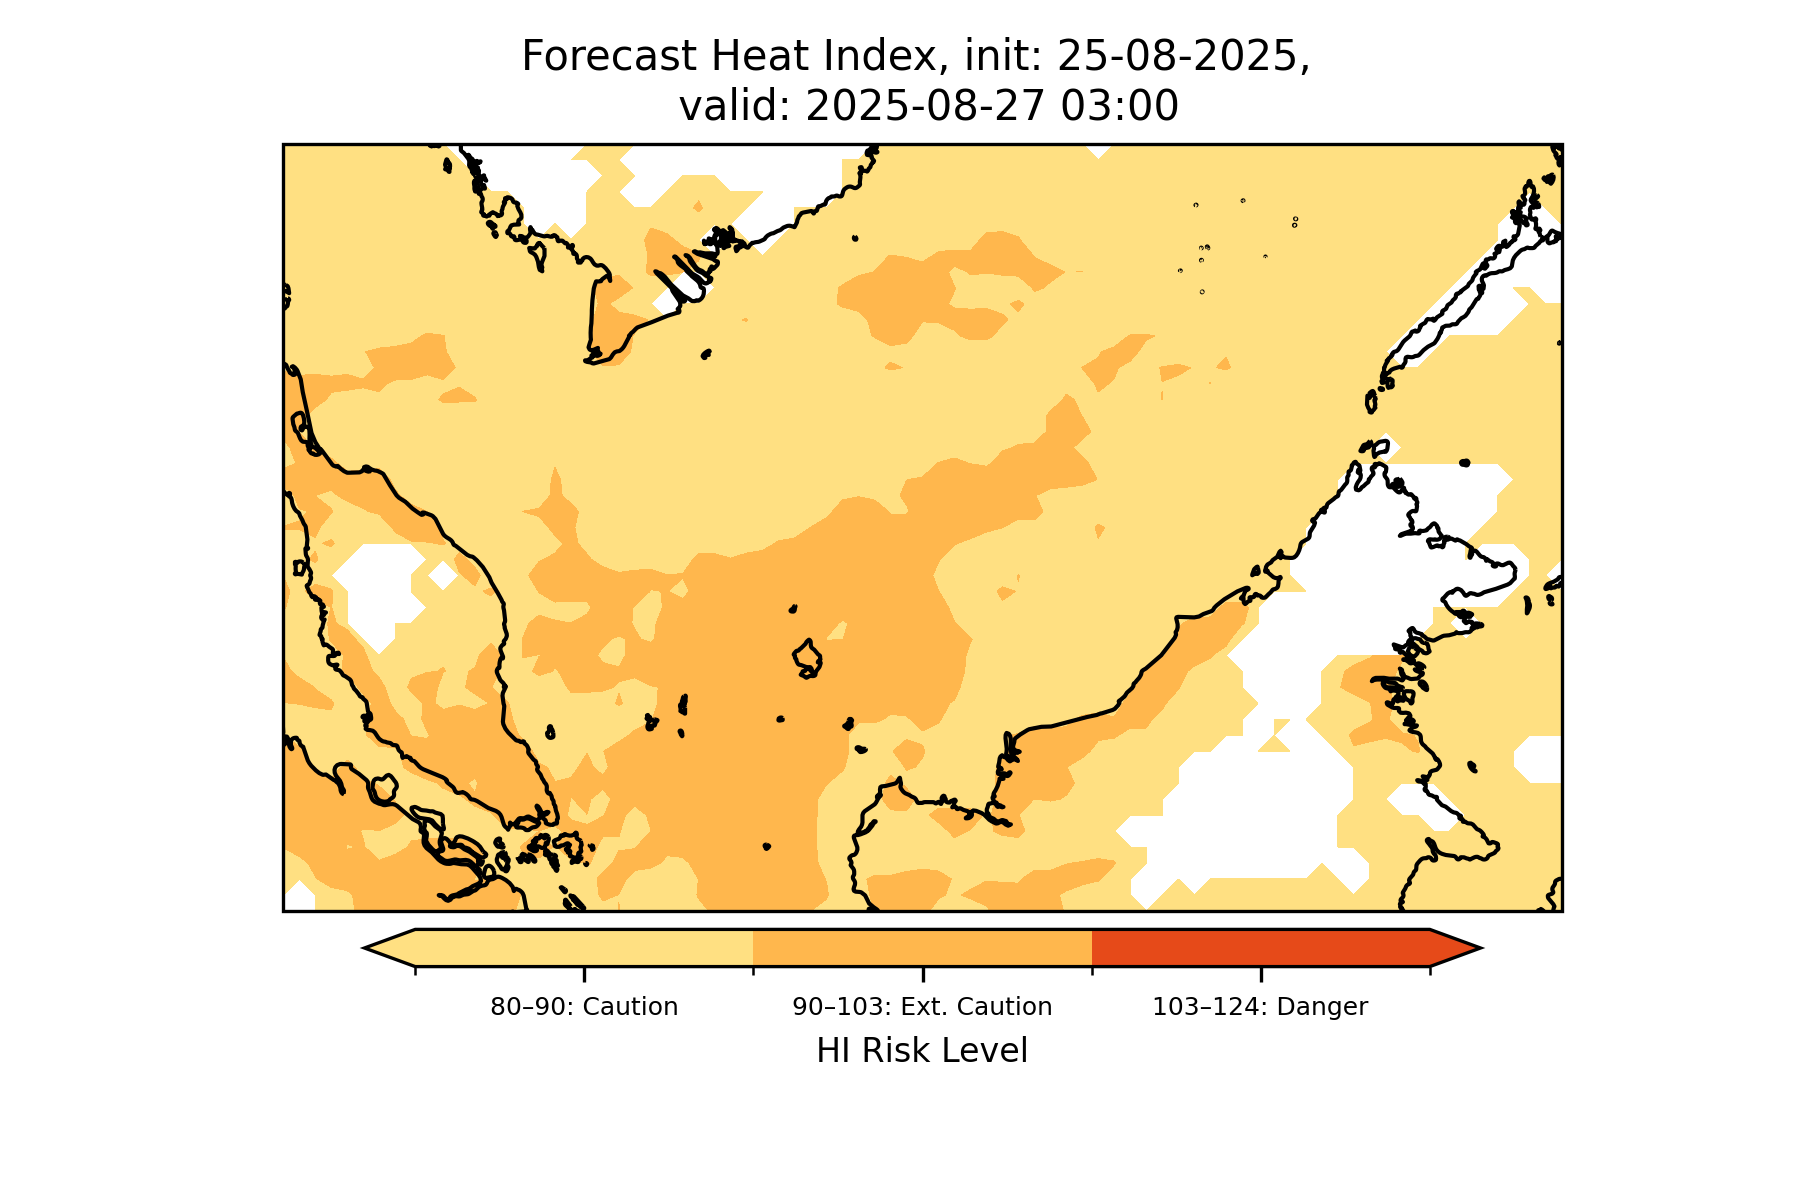 Forecast Heat Index, init: 25-08-2025,
valid: 2025-08-27 03:00
80–90: Caution
90–103: Ext. Caution
103–124: Danger
HI Risk Level